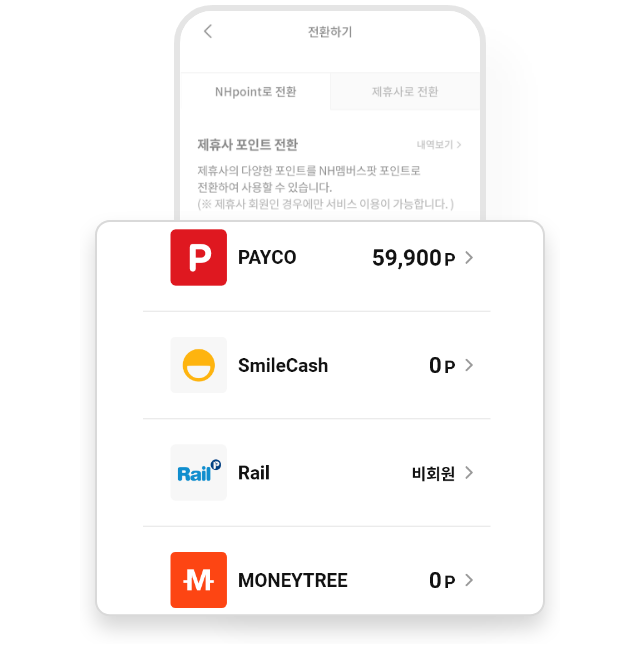 전환하기
NHpoint로 전환
제휴사로 전환
제휴사 포인트 전환
내역보기
제휴사의 다양한 포인트를 NH멤버스팟 포인트로
전환하여 사용할 수 있습니다.
(※ 제휴사 회원인 경우에만 서비스 이용이 가능합니다. )
P PAYCO 59,900 P
SmileCash 0 P
Rail P Rail 비회원
M MONEYTREE 0 P